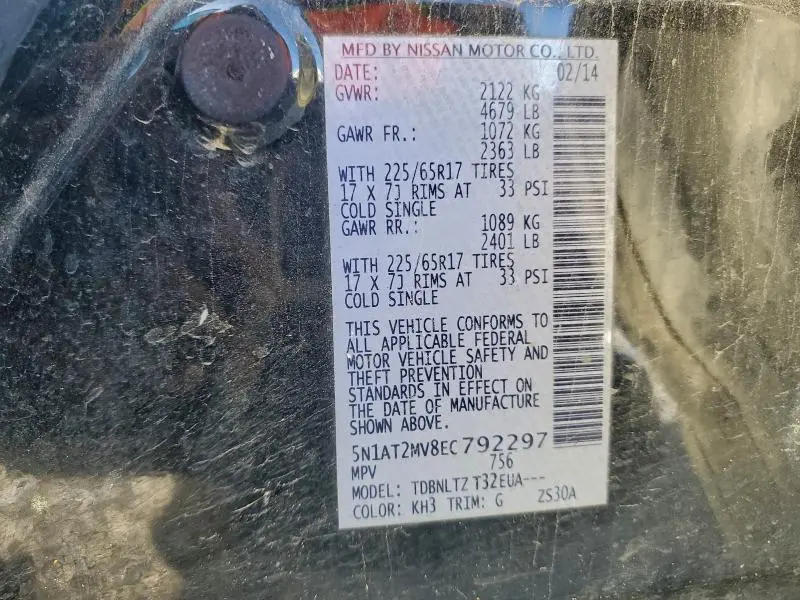 MFD BY NISSAN MOTOR CO., LTD.
DATE: 02/14
GVWR: 2122 KG
4679 LB
GAWR FR.: 1072 KG
2363 LB
WITH 225/65R17 TIRES
17 X 7J RIMS AT 33 PSI
COLD SINGLE
GAWR RR.: 1089 KG
2401 LB
WITH 225/65R17 TIRES
17 X 7J RIMS AT 33 PSI
COLD SINGLE
THIS VEHICLE CONFORMS TO
ALL APPLICABLE FEDERAL
MOTOR VEHICLE SAFETY AND
THEFT PREVENTION
STANDARDS IN EFFECT ON
THE DATE OF MANUFACTURE
SHOWN ABOVE.
5N1AT2MV8EC792297
MPV 756
MODEL: TDBNLTZ T32EUA---
COLOR: KH3 TRIM: G ZS30A